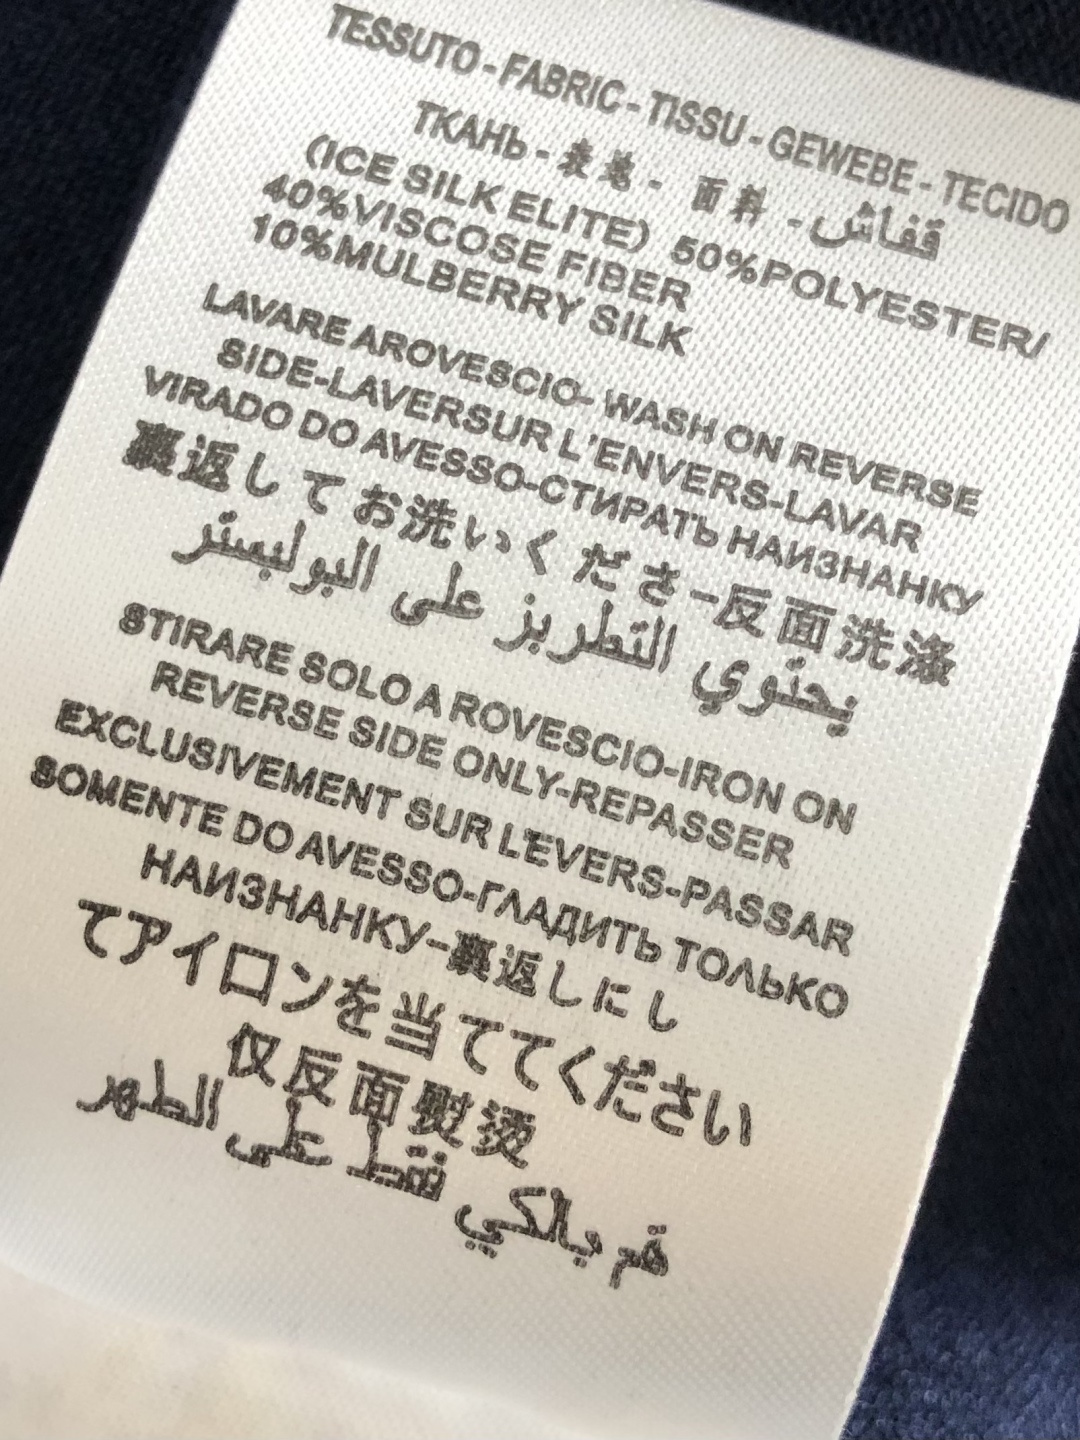 TESSUTO-FABRIC-TISSU-GEWEBE-TECIDO
ТКАНЬ-表 - 面料-قفاش
(ICE SILK ELITE) 50%POLYESTER/
40%VISCOSE FIBER
10%MULBERRY SILK
LAVARE AROVESCIO-WASH ON REVERSE
SIDE-LAVERSUR L'ENVERS-LAVAR
VIRADO DO AVESSO-СТИРАТЬ НАИЗНАНКУ
裏返してお洗いくださ-反面洗涤
يحتوي التطريز على البوليستر
STIRARE SOLO A ROVESCIO-IRON ON
REVERSE SIDE ONLY-REPASSER
EXCLUSIVEMENT SUR L'EVERS-PASSAR
SOMENTE DO AVESSO-ГЛАДИТЬ ТОЛЬКО
НАИЗНАНКУ-裏返しにし
てアイロンを当ててください
仅反面熨烫
قم بالكي فقط على الظهر